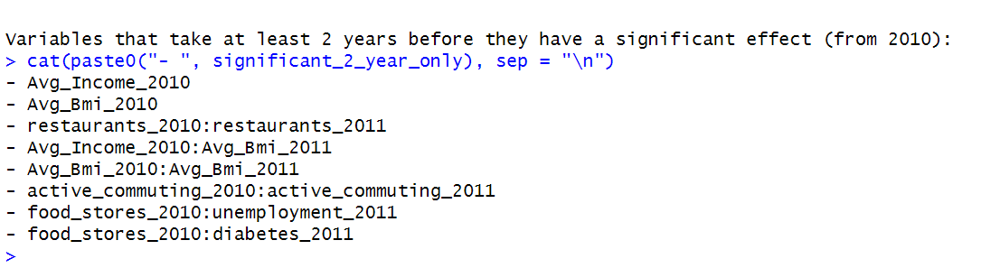 Variables that take at least 2 years before they have a significant effect (from 2010):
> cat(paste0("- ", significant_2_year_only), sep = "\n")
- Avg_Income_2010
- Avg_Bmi_2010
- restaurants_2010:restaurants_2011
- Avg_Income_2010:Avg_Bmi_2011
- Avg_Bmi_2010:Avg_Bmi_2011
- active_commuting_2010:active_commuting_2011
- food_stores_2010:unemployment_2011
- food_stores_2010:diabetes_2011
>